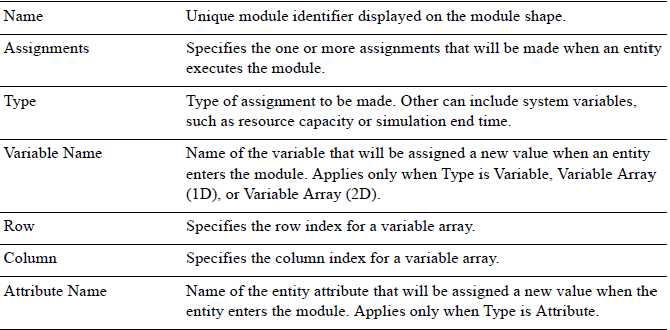 Name Unique module identifier displayed on the module shape.
Assignments Specifies the one or more assignments that will be made when an entity
executes the module.
Type Type of assignment to be made. Other can include system variables,
such as resource capacity or simulation end time.
Variable Name Name of the variable that will be assigned a new value when an entity
enters the module. Applies only when Type is Variable, Variable Array
(1D), or Variable Array (2D).
Row Specifies the row index for a variable array.
Column Specifies the column index for a variable array.
Attribute Name Name of the entity attribute that will be assigned a new value when the
entity enters the module. Applies only when Type is Attribute.